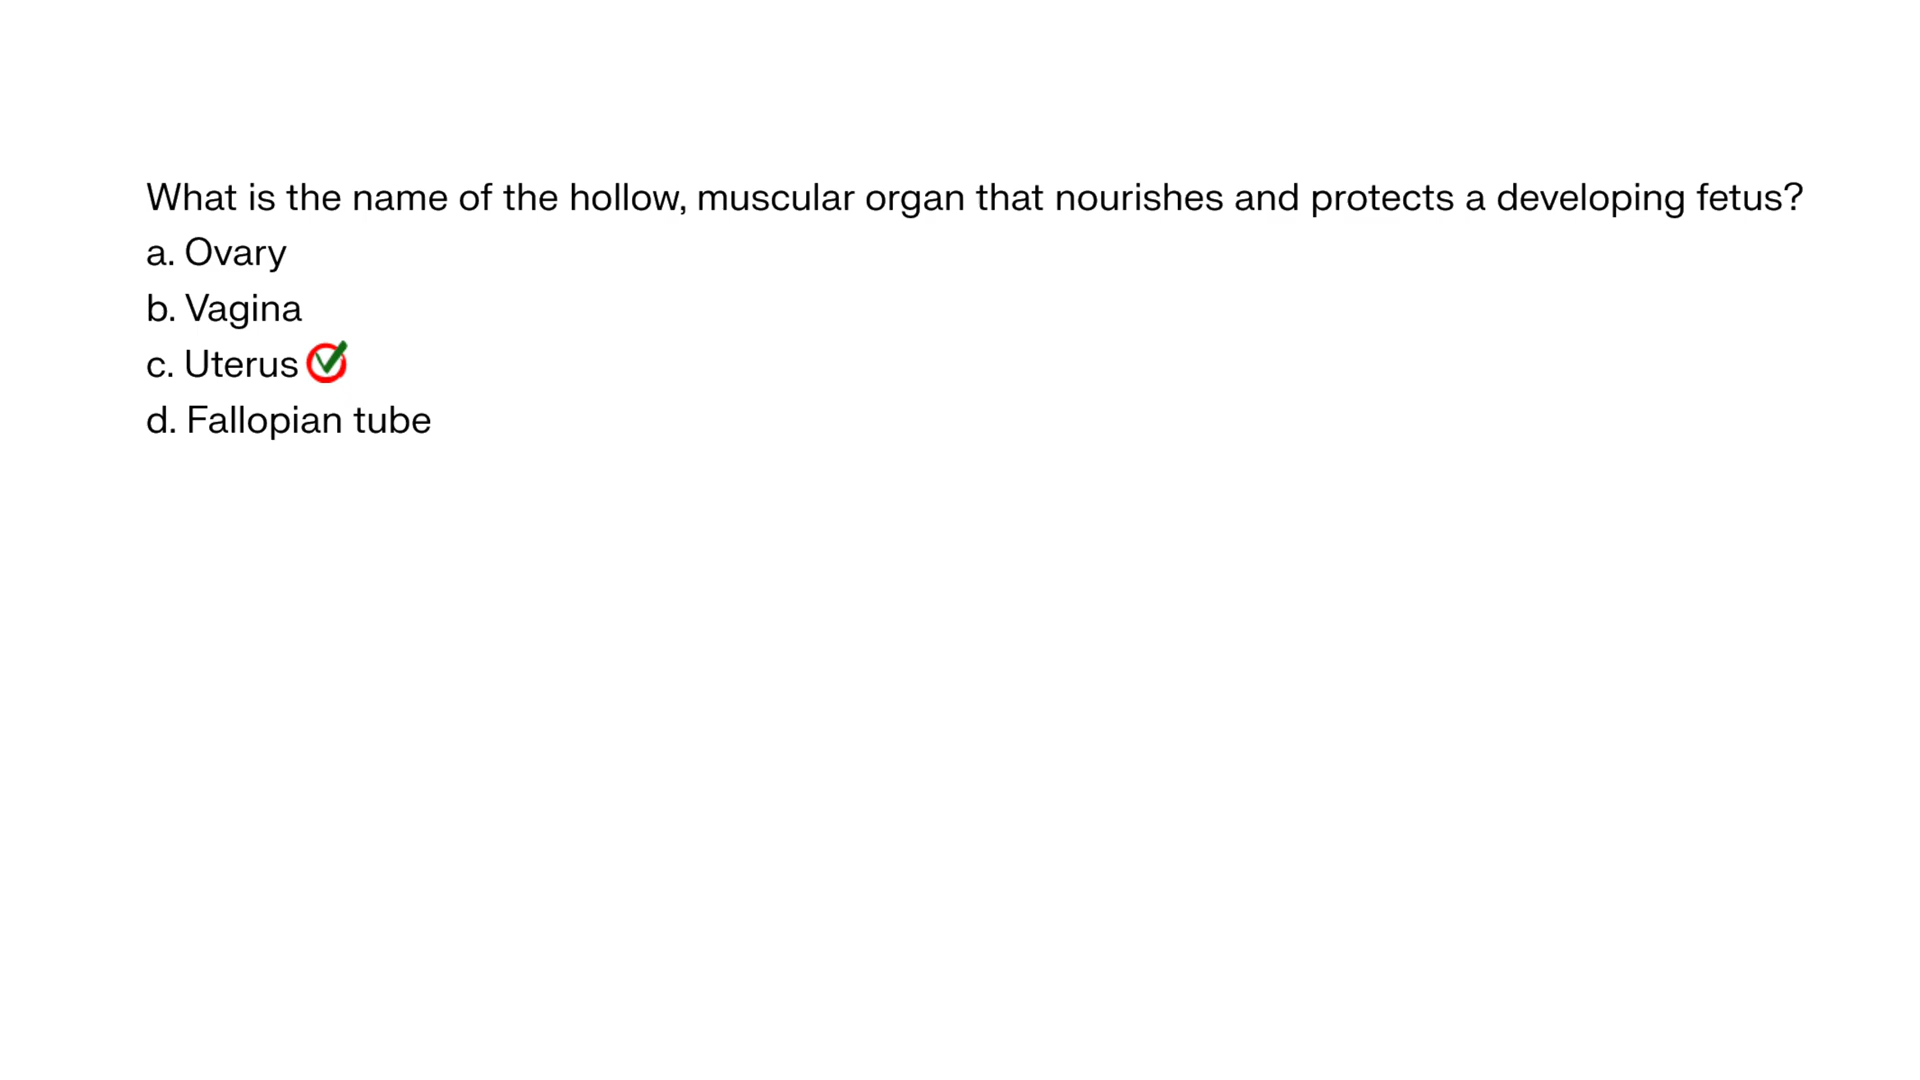 What is the name of the hollow, muscular organ that nourishes and protects a developing fetus?
a. Ovary
b. Vagina
c. Uterus
d. Fallopian tube